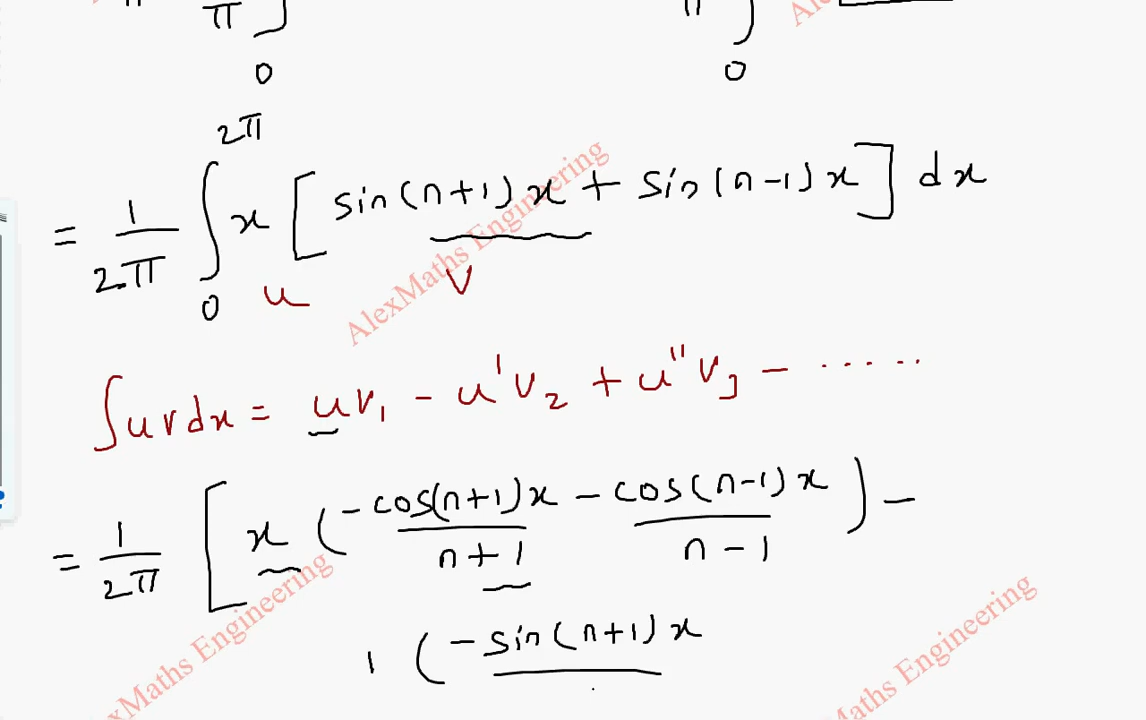 π ∫ 0 π ∫ 0
= 1/2π ∫₀^2π x [sin(n+1)x + sin(n-1)x] dx
u v
∫uvdx = uv₁ - u'v₂ + u''v₃ - ......
= 1/2π [x (-cos(n+1)x/n+1 - cos(n-1)x/n-1) -
1 (-sin(n+1)x
AlexMaths Engineering
AlexMaths Engineering
Maths Engineering